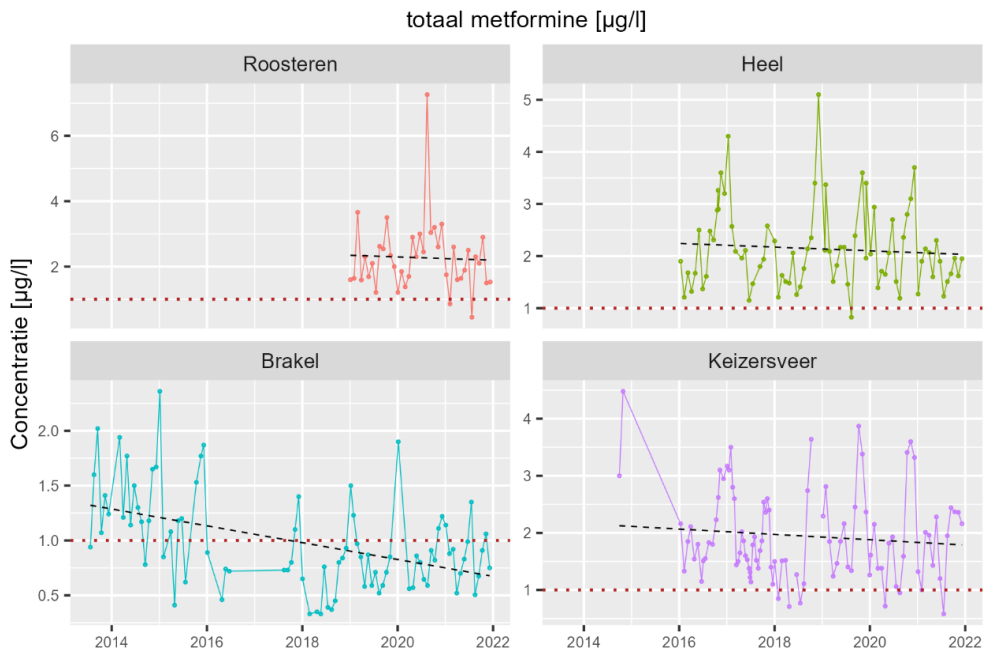 totaal metformine [µg/l]
Roosteren
Heel
6
4
2
5
4
3
2
1
Concentratie [µg/l]
Brakel
Keizersveer
2.0
1.5
1.0
0.5
4
3
2
1
2014 2016 2018 2020 2022
2014 2016 2018 2020 2022